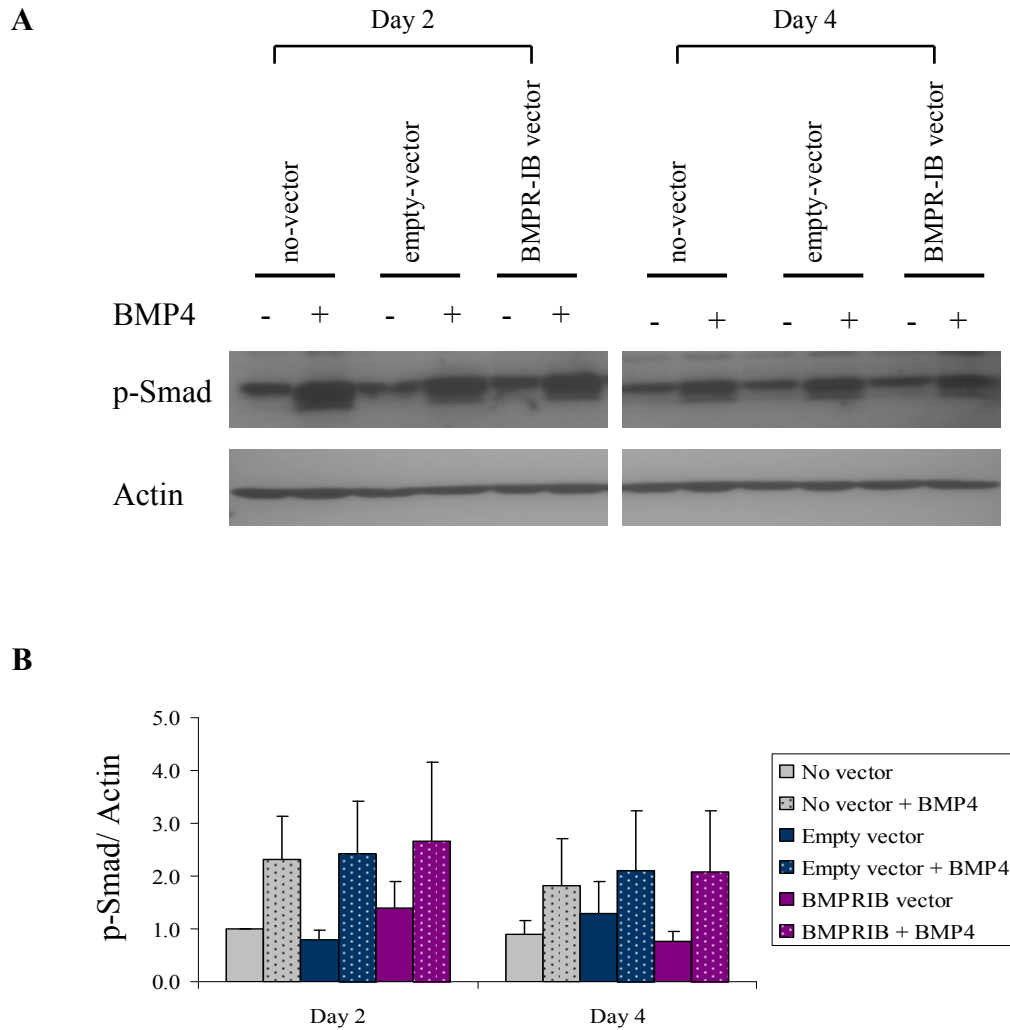 A
Day 2
Day 4
no-vector
empty-vector
BMPR-IB vector
no-vector
empty-vector
BMPR-IB vector
BMP4 - + - + - + - + - + - +
p-Smad
Actin
B
p-Smad/ Actin
5.0
4.0
3.0
2.0
1.0
0.0
Day 2
Day 4
No vector
No vector + BMP4
Empty vector
Empty vector + BMP4
BMPRIB vector
BMPRIB + BMP4